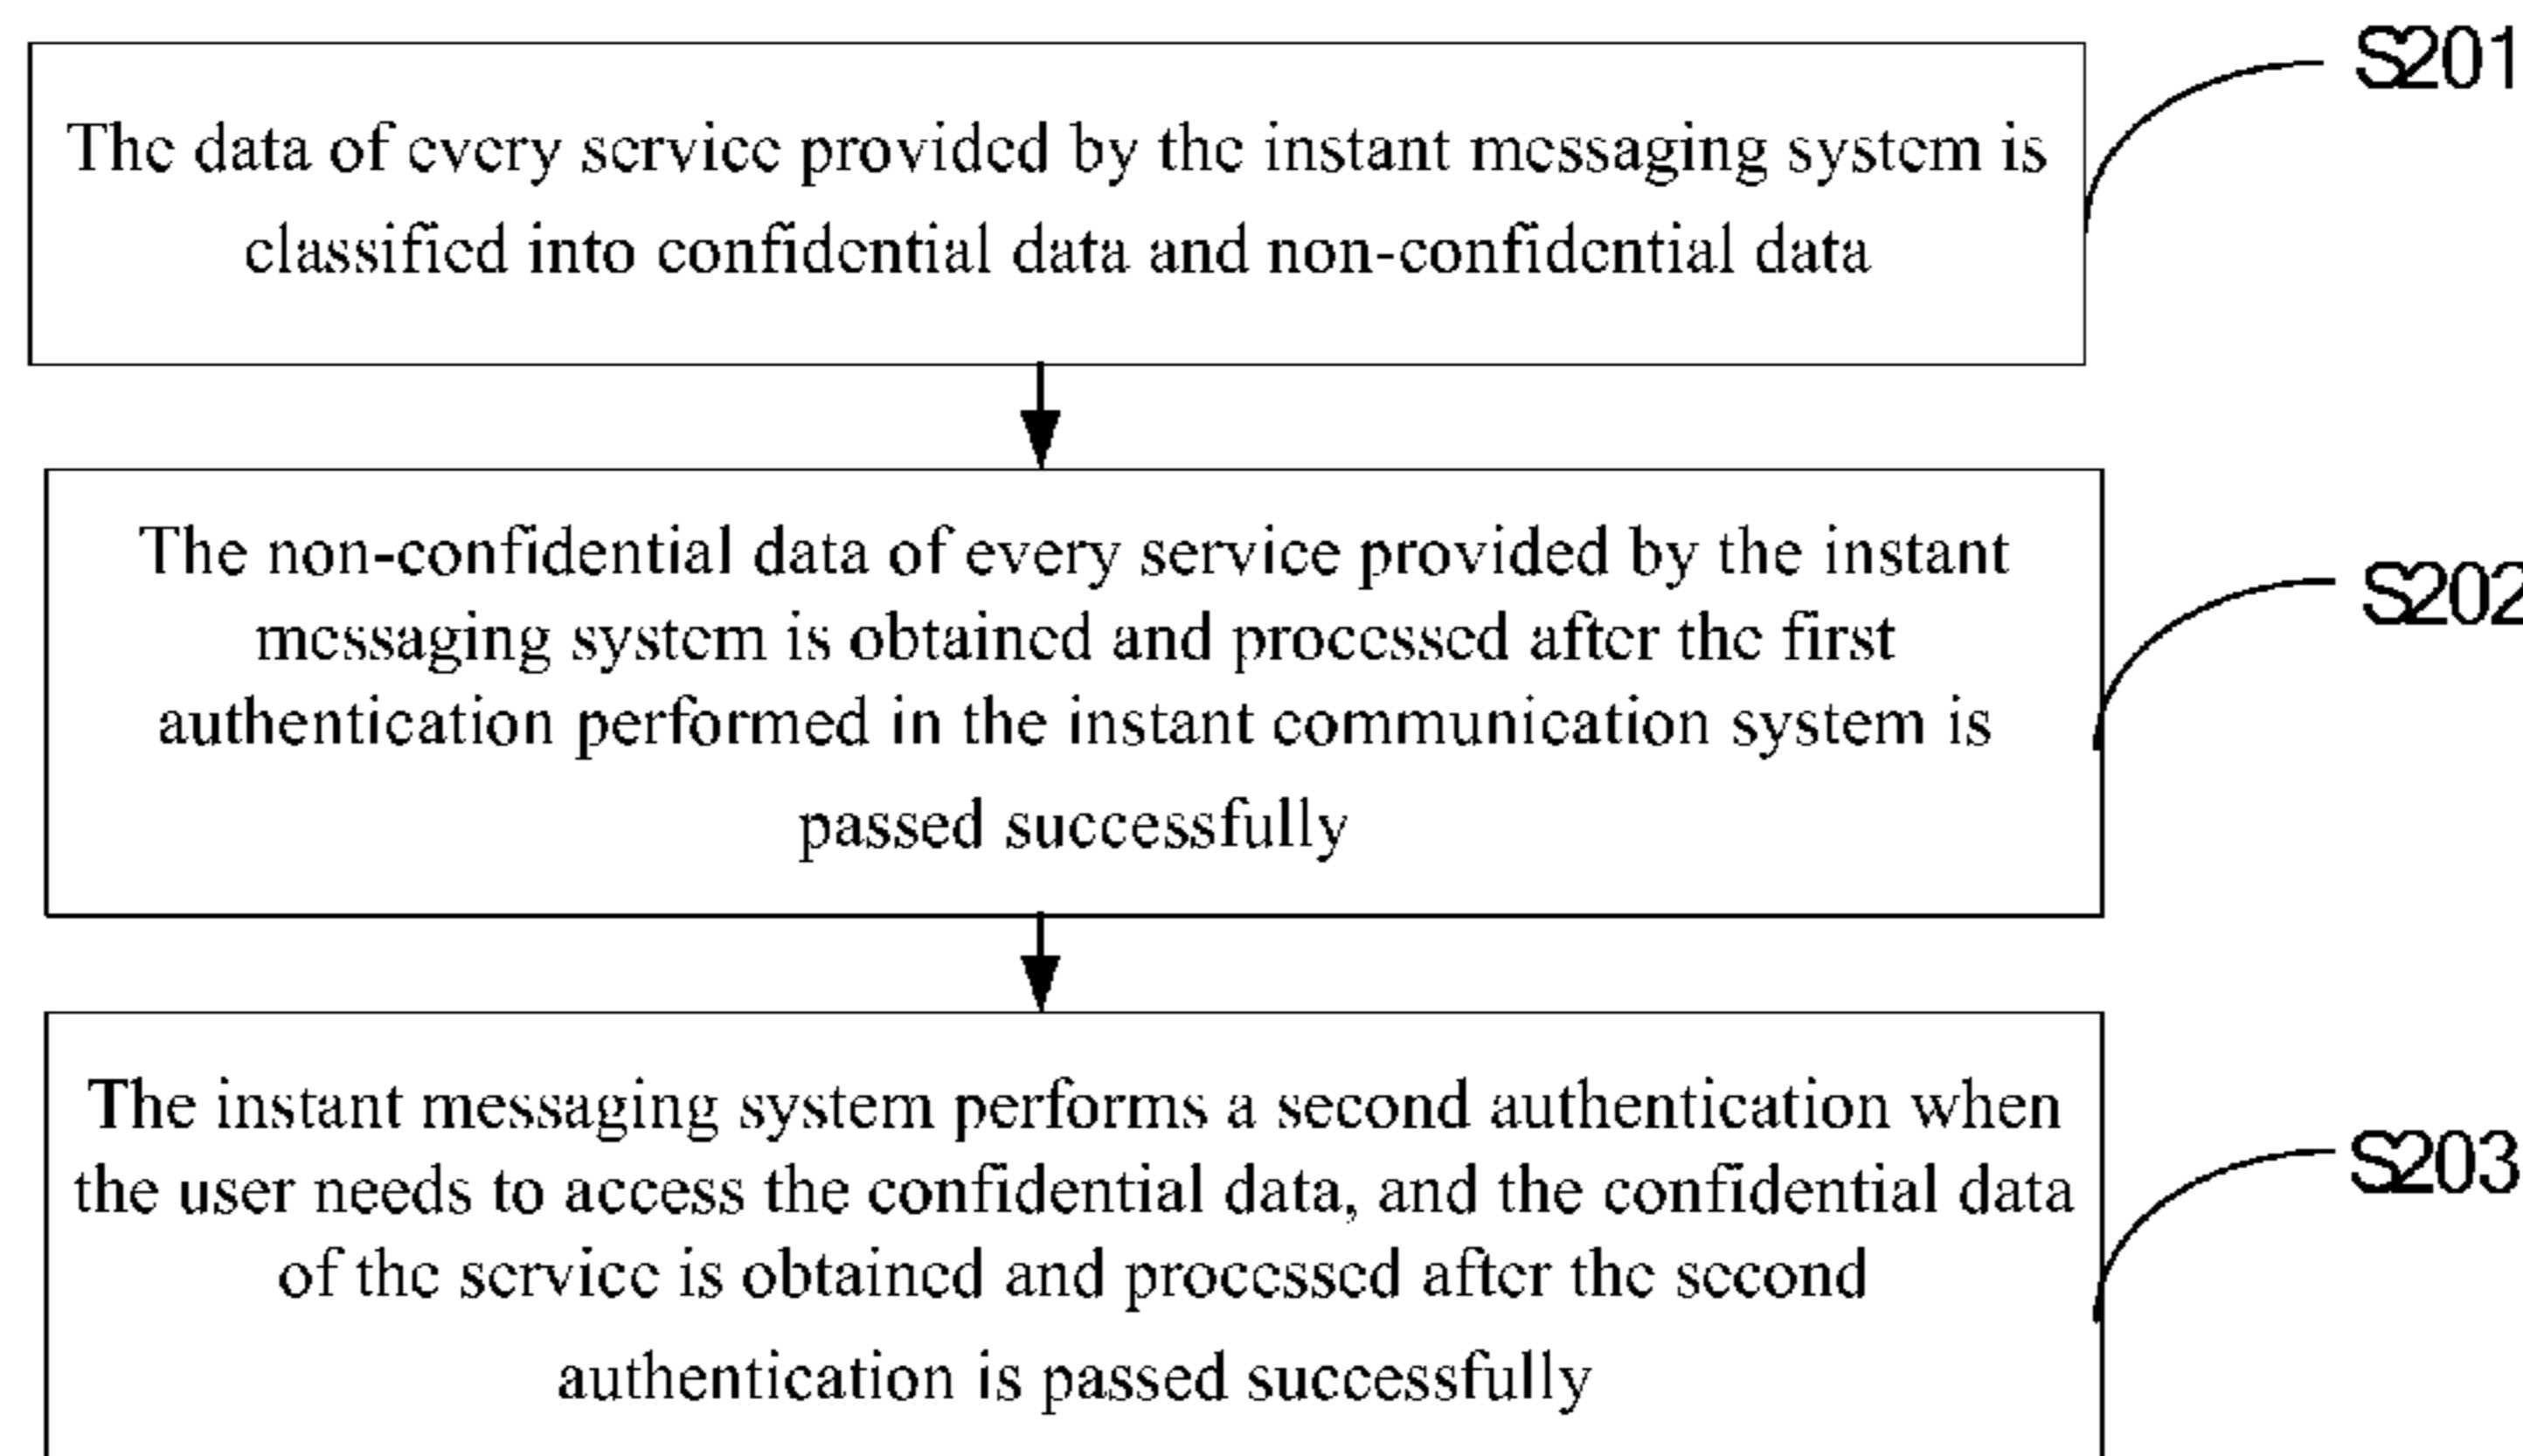 S201
The data of every service provided by the instant messaging system is
classified into confidential data and non-confidential data
The non-confidential data of every service provided by the instant
messaging system is obtained and processed after the first
authentication performed in the instant communication system is
passed successfully
S202
The instant messaging system performs a second authentication when
the user needs to access the confidential data, and the confidential data
of the service is obtained and processed after the second
authentication is passed successfully
S203